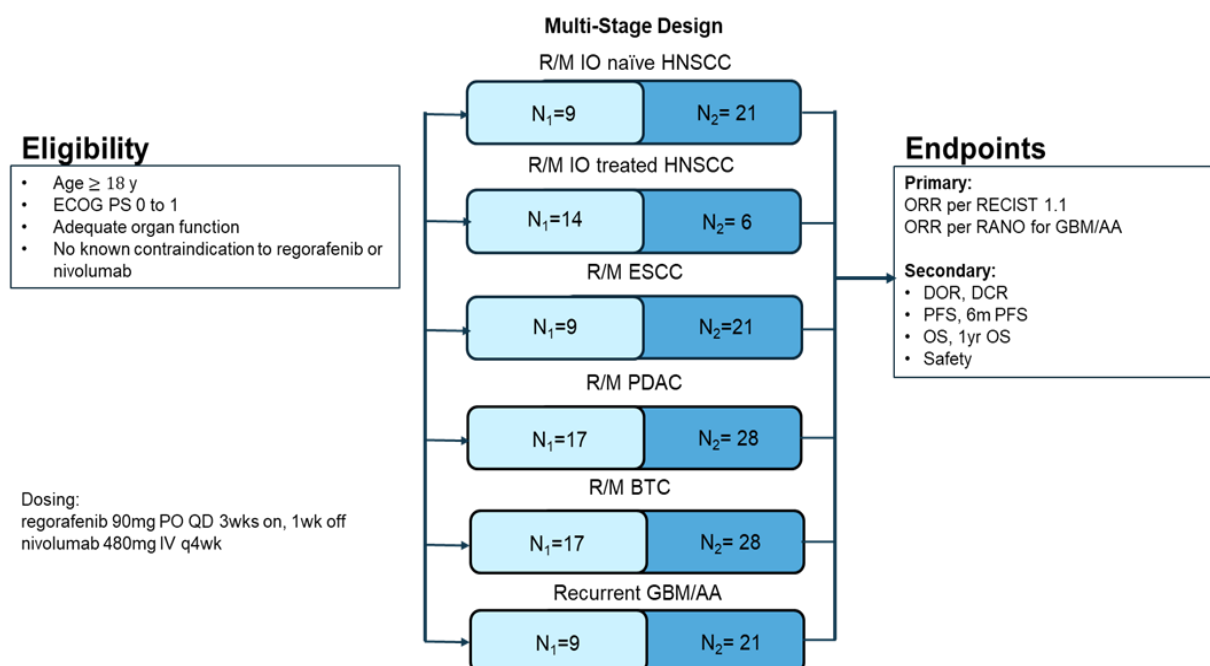 Multi-Stage Design
Eligibility
• Age ≥ 18 y
• ECOG PS 0 to 1
• Adequate organ function
• No known contraindication to regorafenib or
nivolumab
Dosing:
regorafenib 90mg PO QD 3wks on, 1wk off
nivolumab 480mg IV q4wk
R/M IO naïve HNSCC
N₁=9 N₂= 21
R/M IO treated HNSCC
N₁=14 N₂= 6
R/M ESCC
N₁=9 N₂=21
R/M PDAC
N₁=17 N₂= 28
R/M BTC
N₁=17 N₂= 28
Recurrent GBM/AA
N₁=9 N₂= 21
Endpoints
Primary:
ORR per RECIST 1.1
ORR per RANO for GBM/AA
Secondary:
• DOR, DCR
• PFS, 6m PFS
• OS, 1yr OS
• Safety